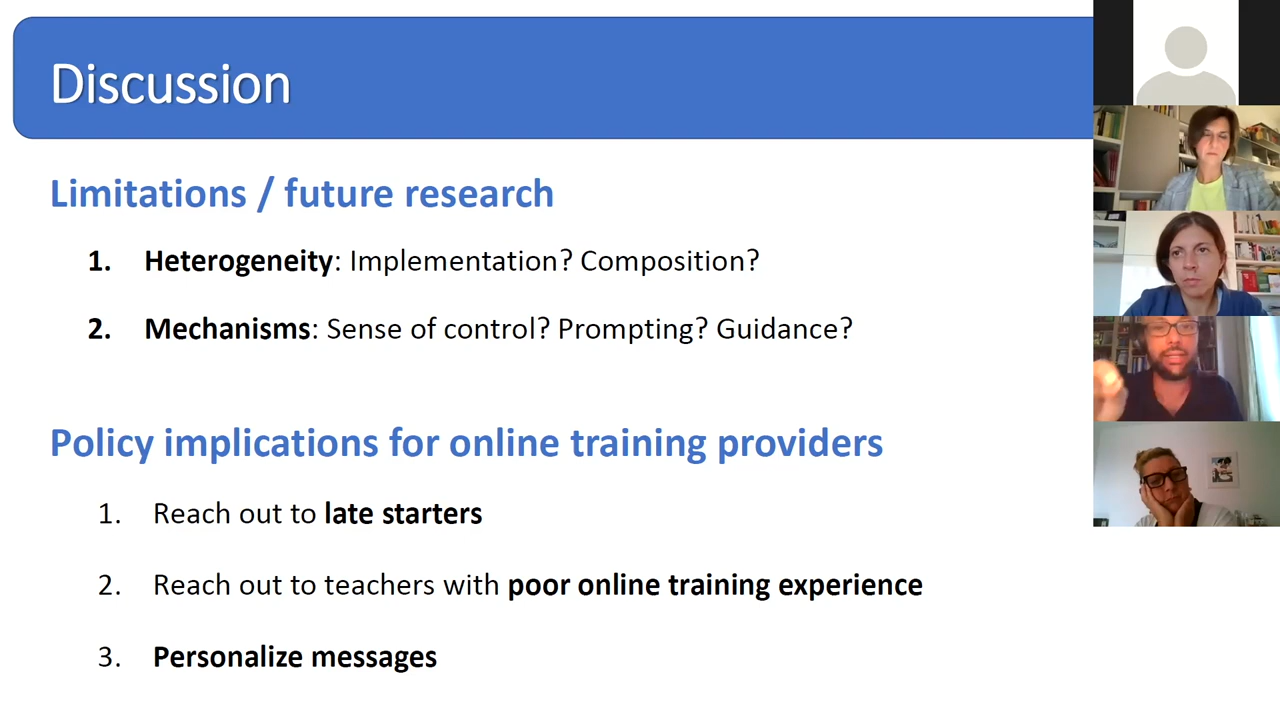 Discussion
Limitations / future research
1. Heterogeneity: Implementation? Composition?
2. Mechanisms: Sense of control? Prompting? Guidance?
Policy implications for online training providers
1. Reach out to late starters
2. Reach out to teachers with poor online training experience
3. Personalize messages